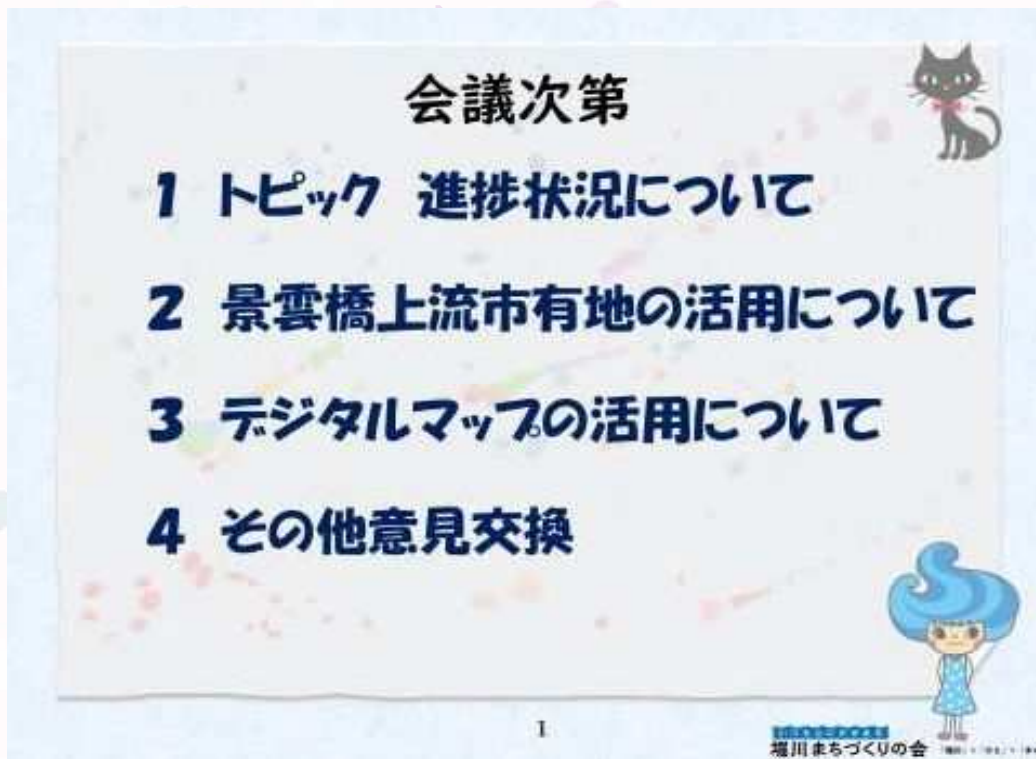 会議次第
1 トピック 進捗状況について
2 景雲橋上流市有地の活用について
3 デジタルマップの活用について
4 その他意見交換
1
堀川まちづくりの会